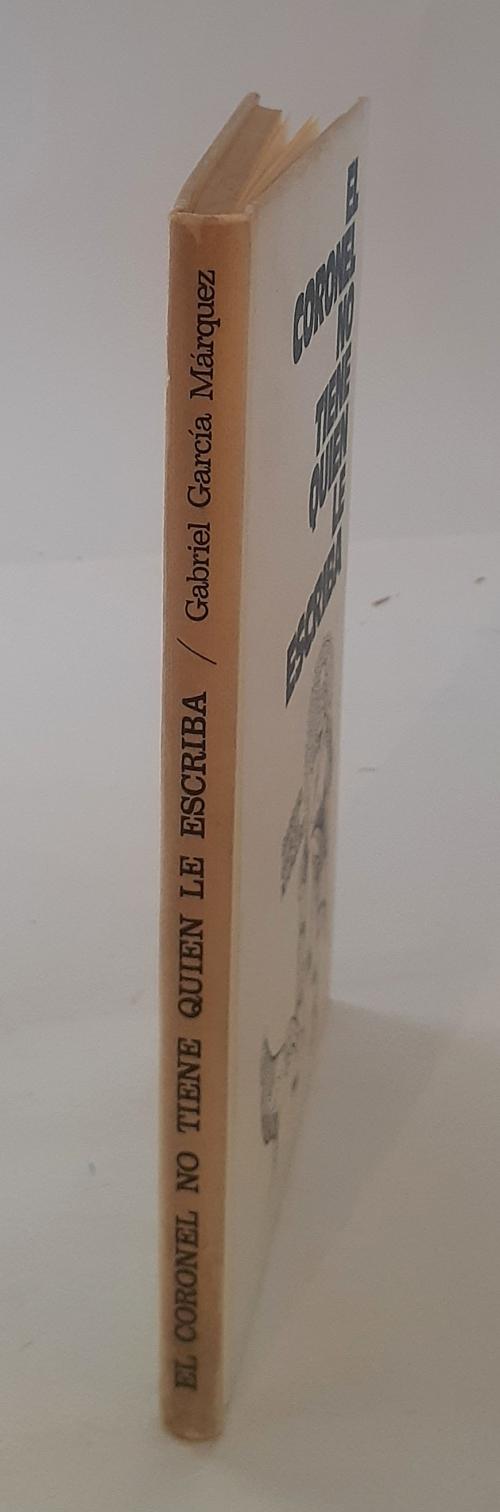 EL CORONEL NO TIENE QUIEN LE ESCRIBA / Gabriel García Márquez
EL
CORONEL
NO
TIENE
QUIEN
LE
ESCRIBA